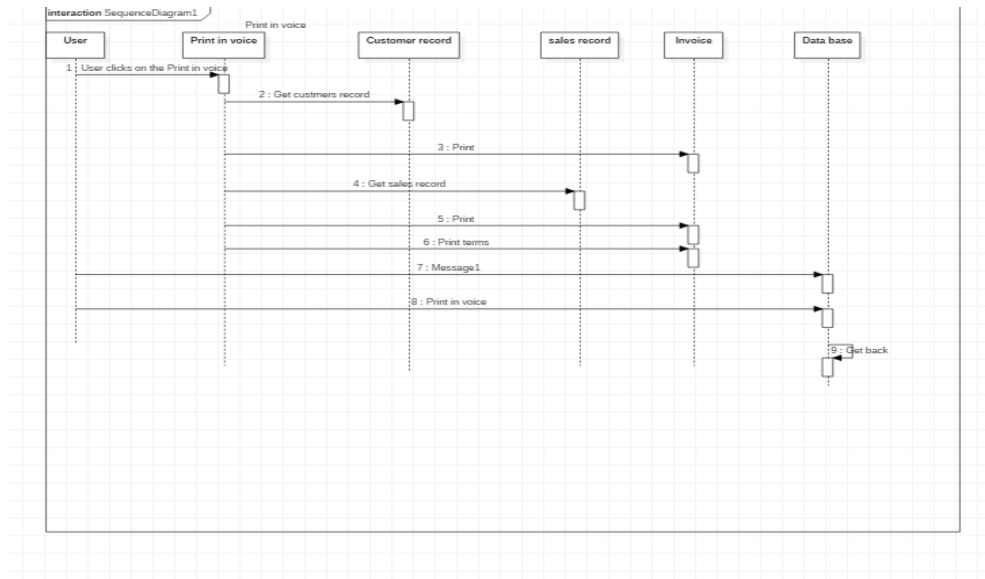 interaction SequenceDiagram1
Print in voice
User
Print in voice
Customer record
sales record
Invoice
Data base
1 : User clicks on the Print in voice
2 : Get custmers record
3 : Print
4 : Get sales record
5 : Print
6 : Print terms
7 : Message1
8 : Print in voice
9 : Get back